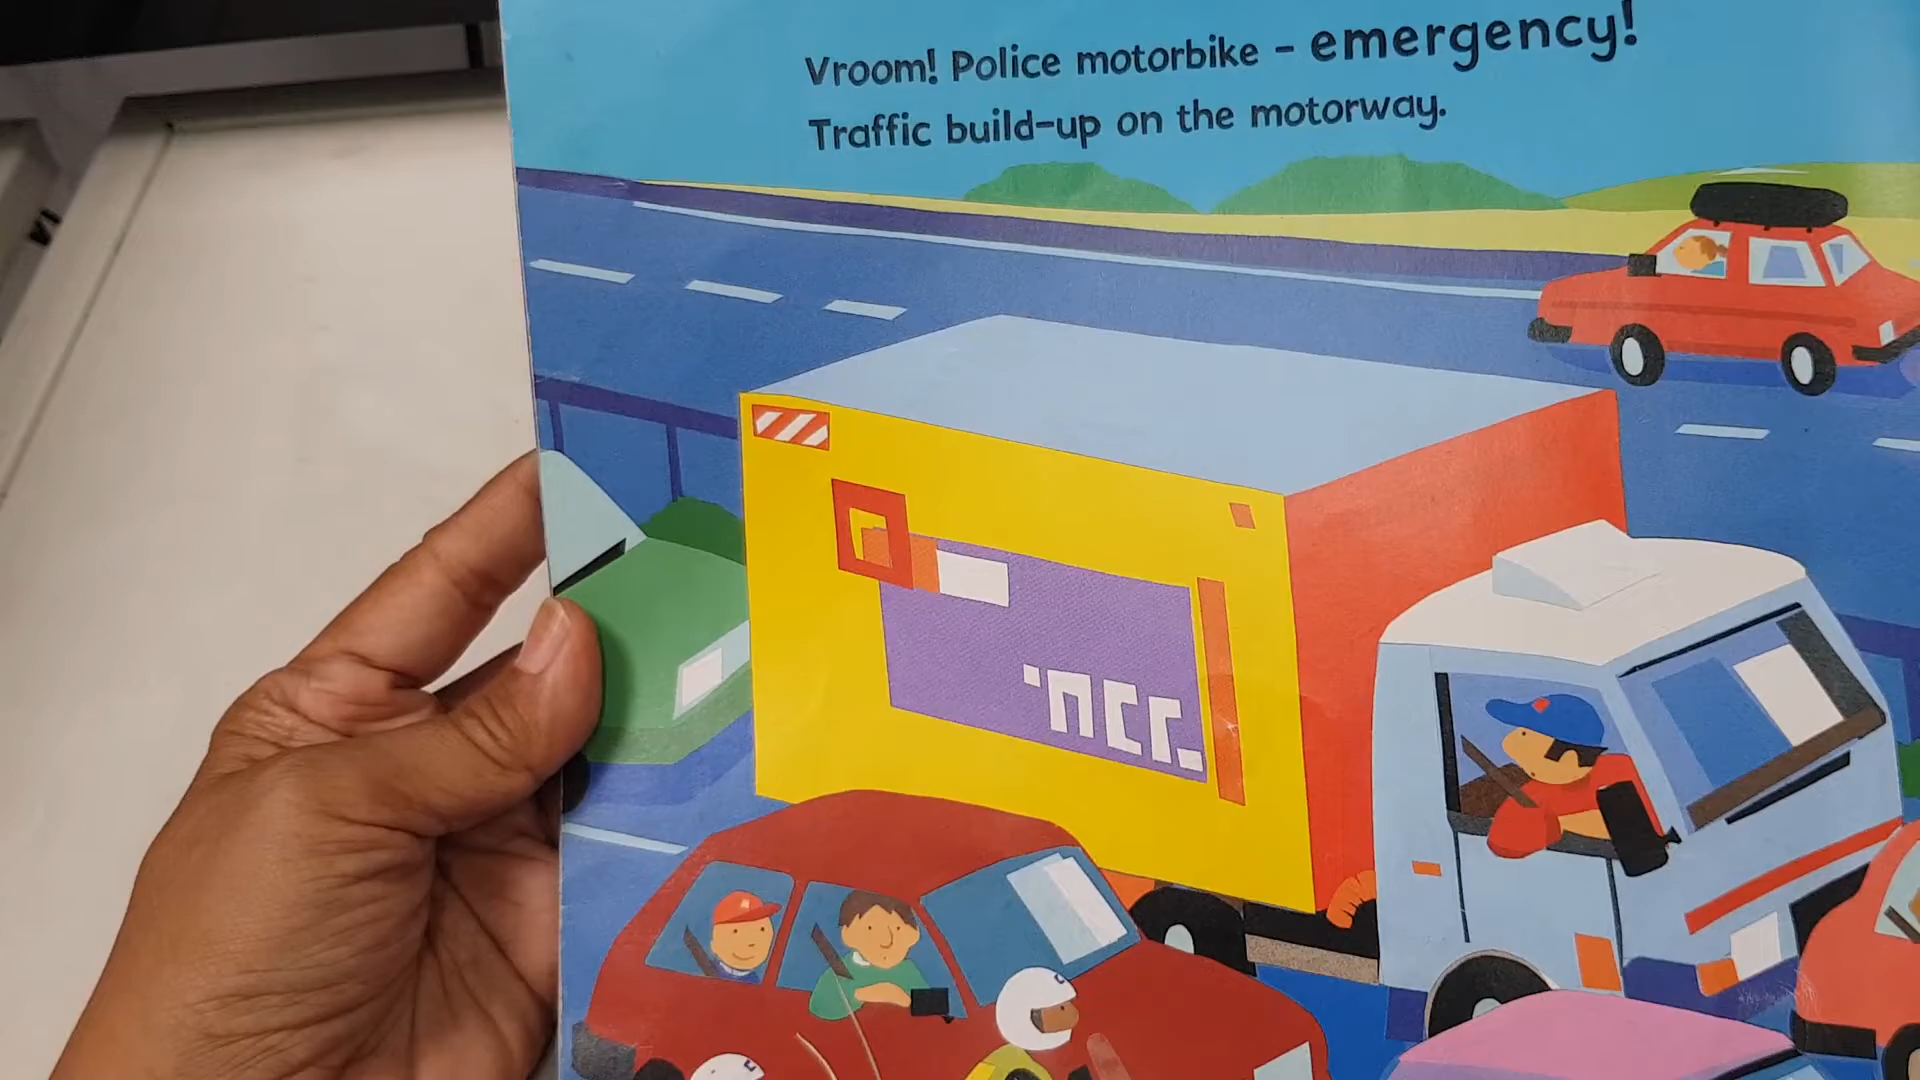 Vroom! Police motorbike – emergency!
Traffic build-up on the motorway.